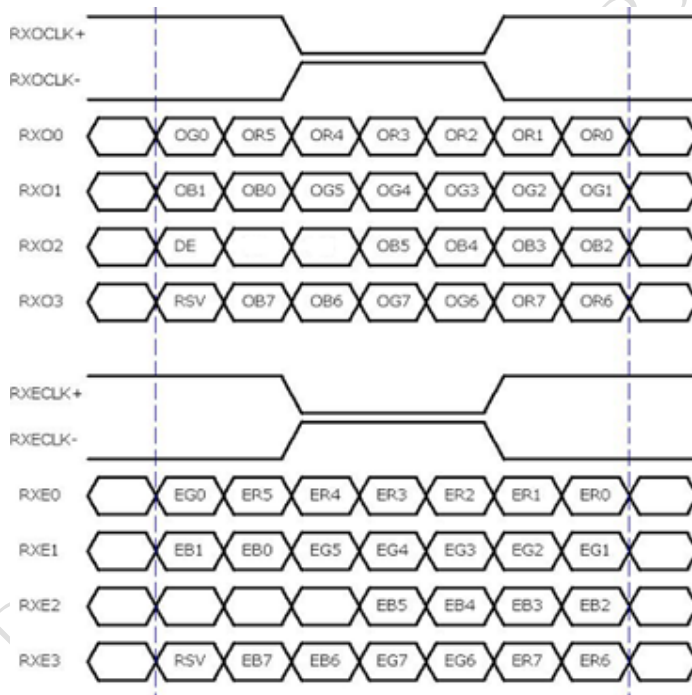 RXOCLK+
RXOCLK-
RXO0 OG0 OR5 OR4 OR3 OR2 OR1 OR0
RXO1 OB1 OB0 OG5 OG4 OG3 OG2 OG1
RXO2 DE OB5 OB4 OB3 OB2
RXO3 RSV OB7 OB6 OG7 OG6 OR7 OR6
RXECLK+
RXECLK-
RXE0 EG0 ER5 ER4 ER3 ER2 ER1 ER0
RXE1 EB1 EB0 EG5 EG4 EG3 EG2 EG1
RXE2 EB5 EB4 EB3 EB2
RXE3 RSV EB7 EB6 EG7 EG6 ER7 ER6